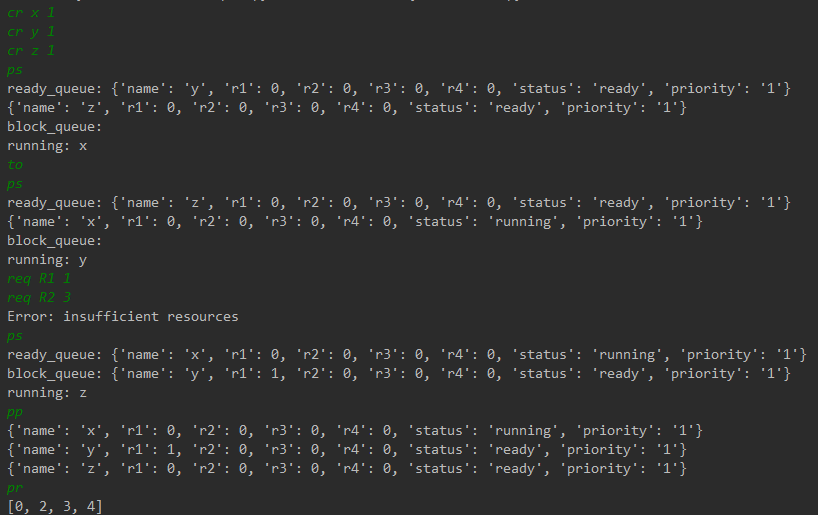 cr x 1
cr y 1
cr z 1
ps
ready_queue: {'name': 'y', 'r1': 0, 'r2': 0, 'r3': 0, 'r4': 0, 'status': 'ready', 'priority': '1'}
{'name': 'z', 'r1': 0, 'r2': 0, 'r3': 0, 'r4': 0, 'status': 'ready', 'priority': '1'}
block_queue:
running: x
to
ps
ready_queue: {'name': 'z', 'r1': 0, 'r2': 0, 'r3': 0, 'r4': 0, 'status': 'ready', 'priority': '1'}
{'name': 'x', 'r1': 0, 'r2': 0, 'r3': 0, 'r4': 0, 'status': 'running', 'priority': '1'}
block_queue:
running: y
req R1 1
req R2 3
Error: insufficient resources
ps
ready_queue: {'name': 'x', 'r1': 0, 'r2': 0, 'r3': 0, 'r4': 0, 'status': 'running', 'priority': '1'}
block_queue: {'name': 'y', 'r1': 1, 'r2': 0, 'r3': 0, 'r4': 0, 'status': 'ready', 'priority': '1'}
running: z
pp
{'name': 'x', 'r1': 0, 'r2': 0, 'r3': 0, 'r4': 0, 'status': 'running', 'priority': '1'}
{'name': 'y', 'r1': 1, 'r2': 0, 'r3': 0, 'r4': 0, 'status': 'ready', 'priority': '1'}
{'name': 'z', 'r1': 0, 'r2': 0, 'r3': 0, 'r4': 0, 'status': 'ready', 'priority': '1'}
pr
[0, 2, 3, 4]